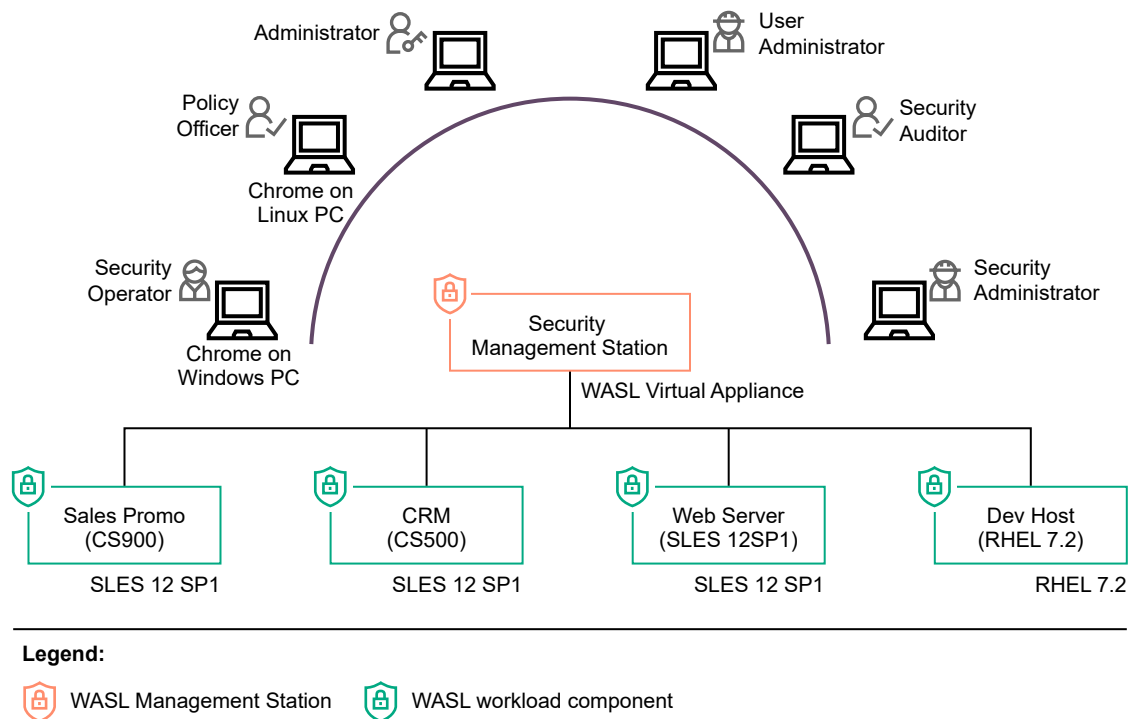 Administrator
User
Administrator
Policy
Officer
Security
Auditor
Chrome on
Linux PC
Security
Operator
Security
Administrator
Chrome on
Windows PC
Security
Management Station
WASL Virtual Appliance
Sales Promo
(CS900)
CRM
(CS500)
Web Server
(SLES 12SP1)
Dev Host
(RHEL 7.2)
SLES 12 SP1
SLES 12 SP1
SLES 12 SP1
RHEL 7.2
Legend:
WASL Management Station
WASL workload component